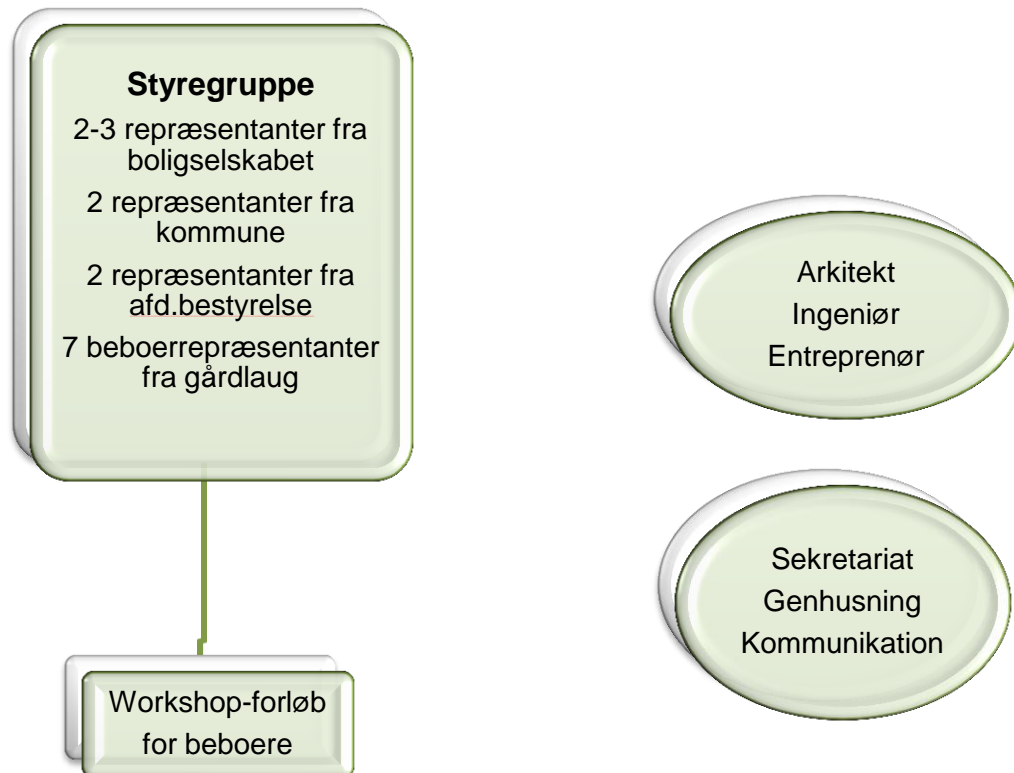 Styregruppe
2-3 repræsentanter fra
boligselskabet
2 repræsentanter fra
kommune
2 repræsentanter fra
afd.bestyrelse
7 beboerrepræsentanter
fra gårdlaug
Workshop-forløb
for beboere
Arkitekt
Ingeniør
Entreprenør
Sekretariat
Genhusning
Kommunikation